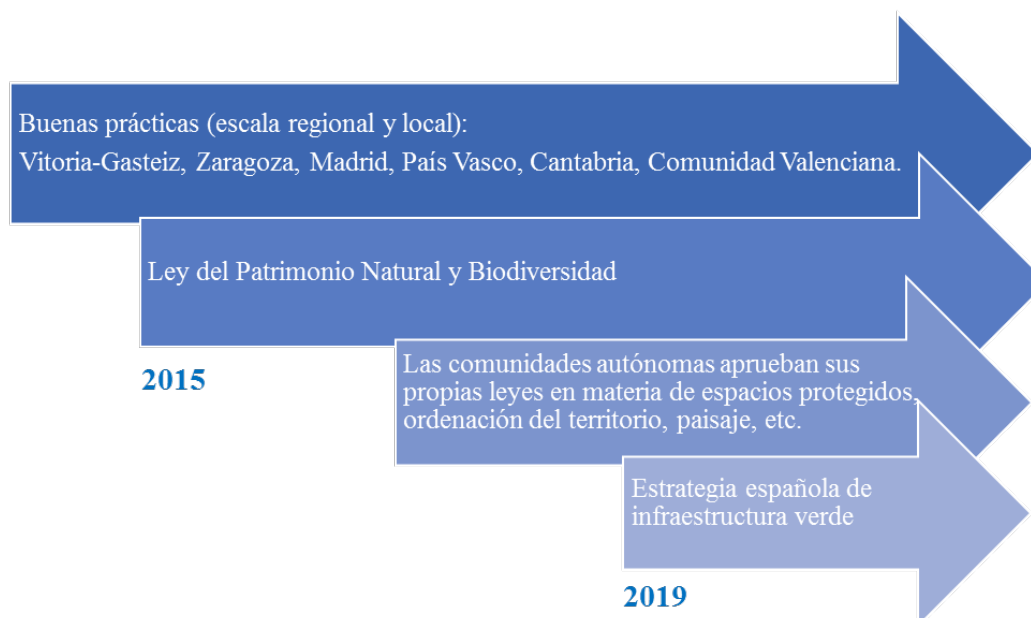 Buenas prácticas (escala regional y local):
Vitoria-Gasteiz, Zaragoza, Madrid, País Vasco, Cantabria, Comunidad Valenciana.
Ley del Patrimonio Natural y Biodiversidad
2015
Las comunidades autónomas aprueban sus
propias leyes en materia de espacios protegidos,
ordenación del territorio, paisaje, etc.
Estrategia española de
infraestructura verde
2019